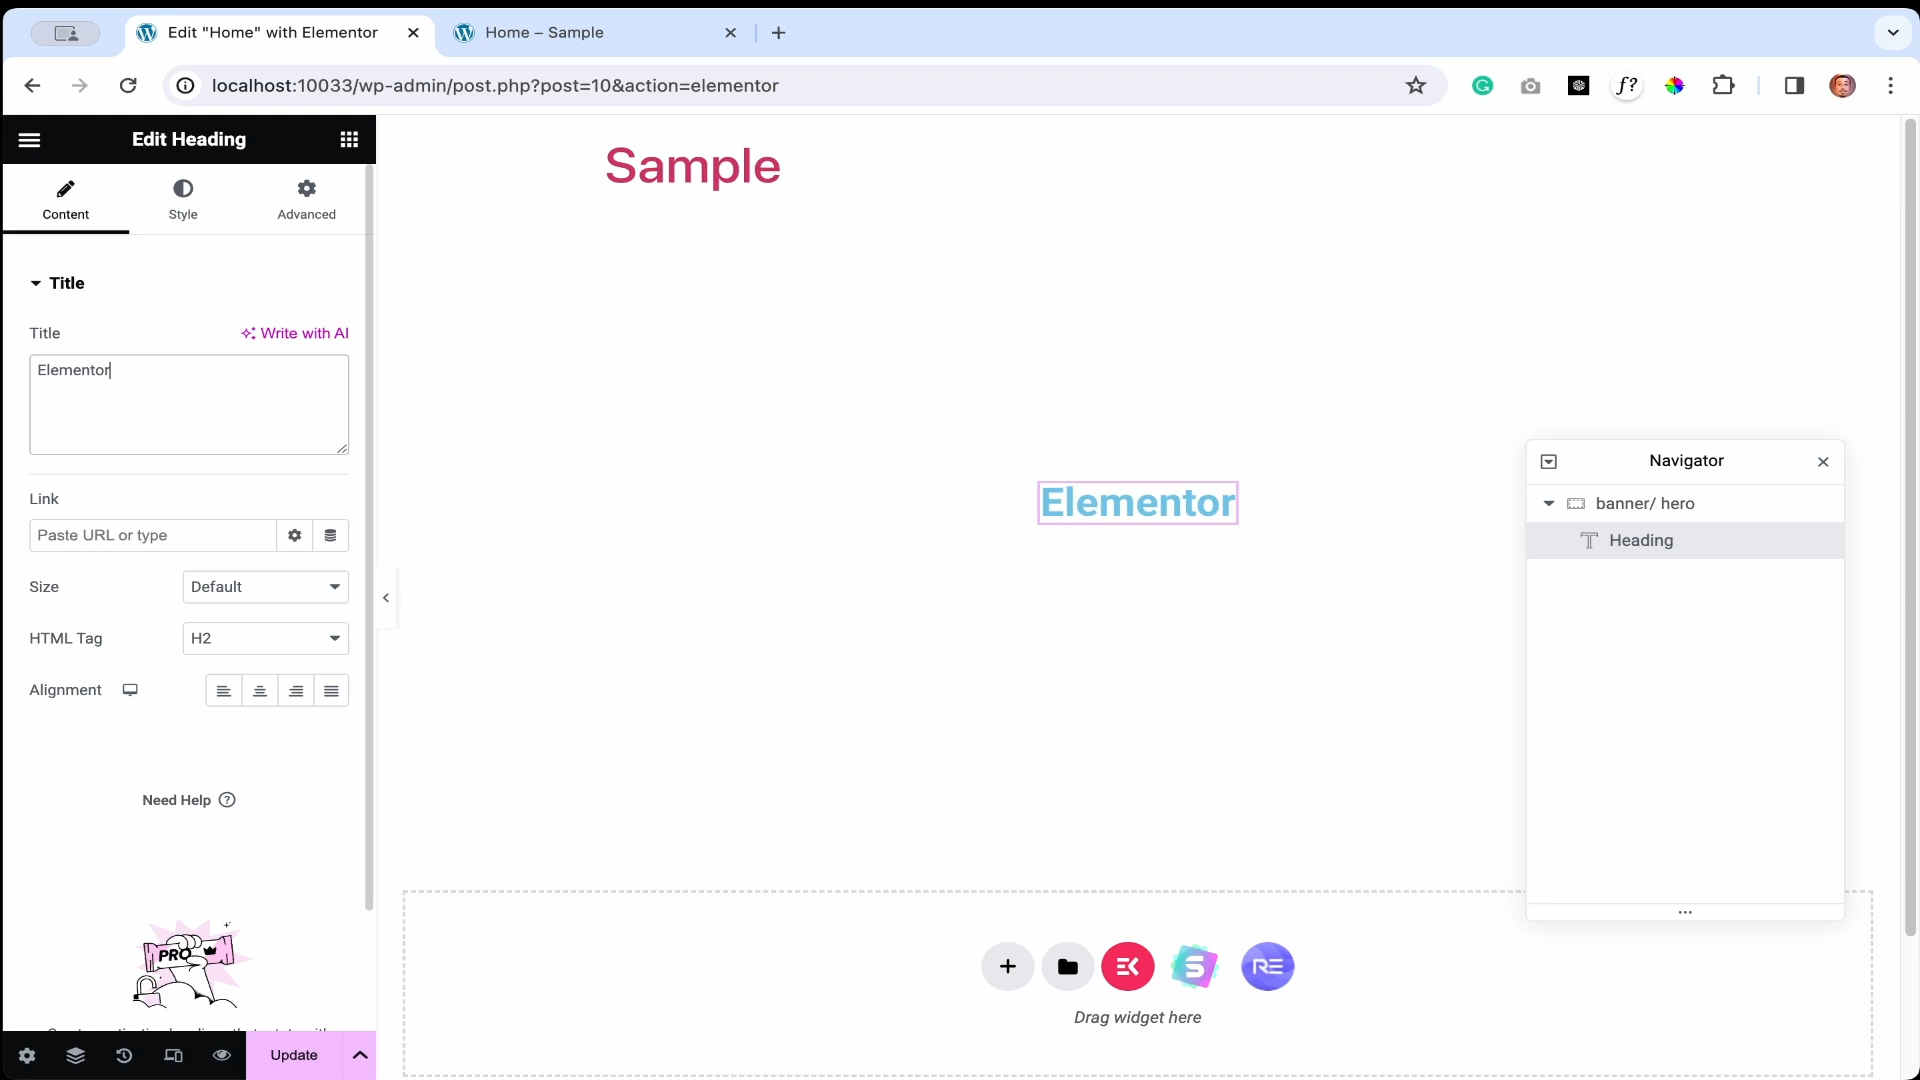 Edit "Home" with Elementor
Home – Sample
localhost:10033/wp-admin/post.php?post=10&action=elementor
f?
Edit Heading
Content
Style
Advanced
Title
Title
Write with AI
Elementor
Link
Paste URL or type
Size
Default
HTML Tag
H2
Alignment
Need Help
PRO
Update
Sample
Elementor
Navigator
banner/ hero
Heading
Drag widget here